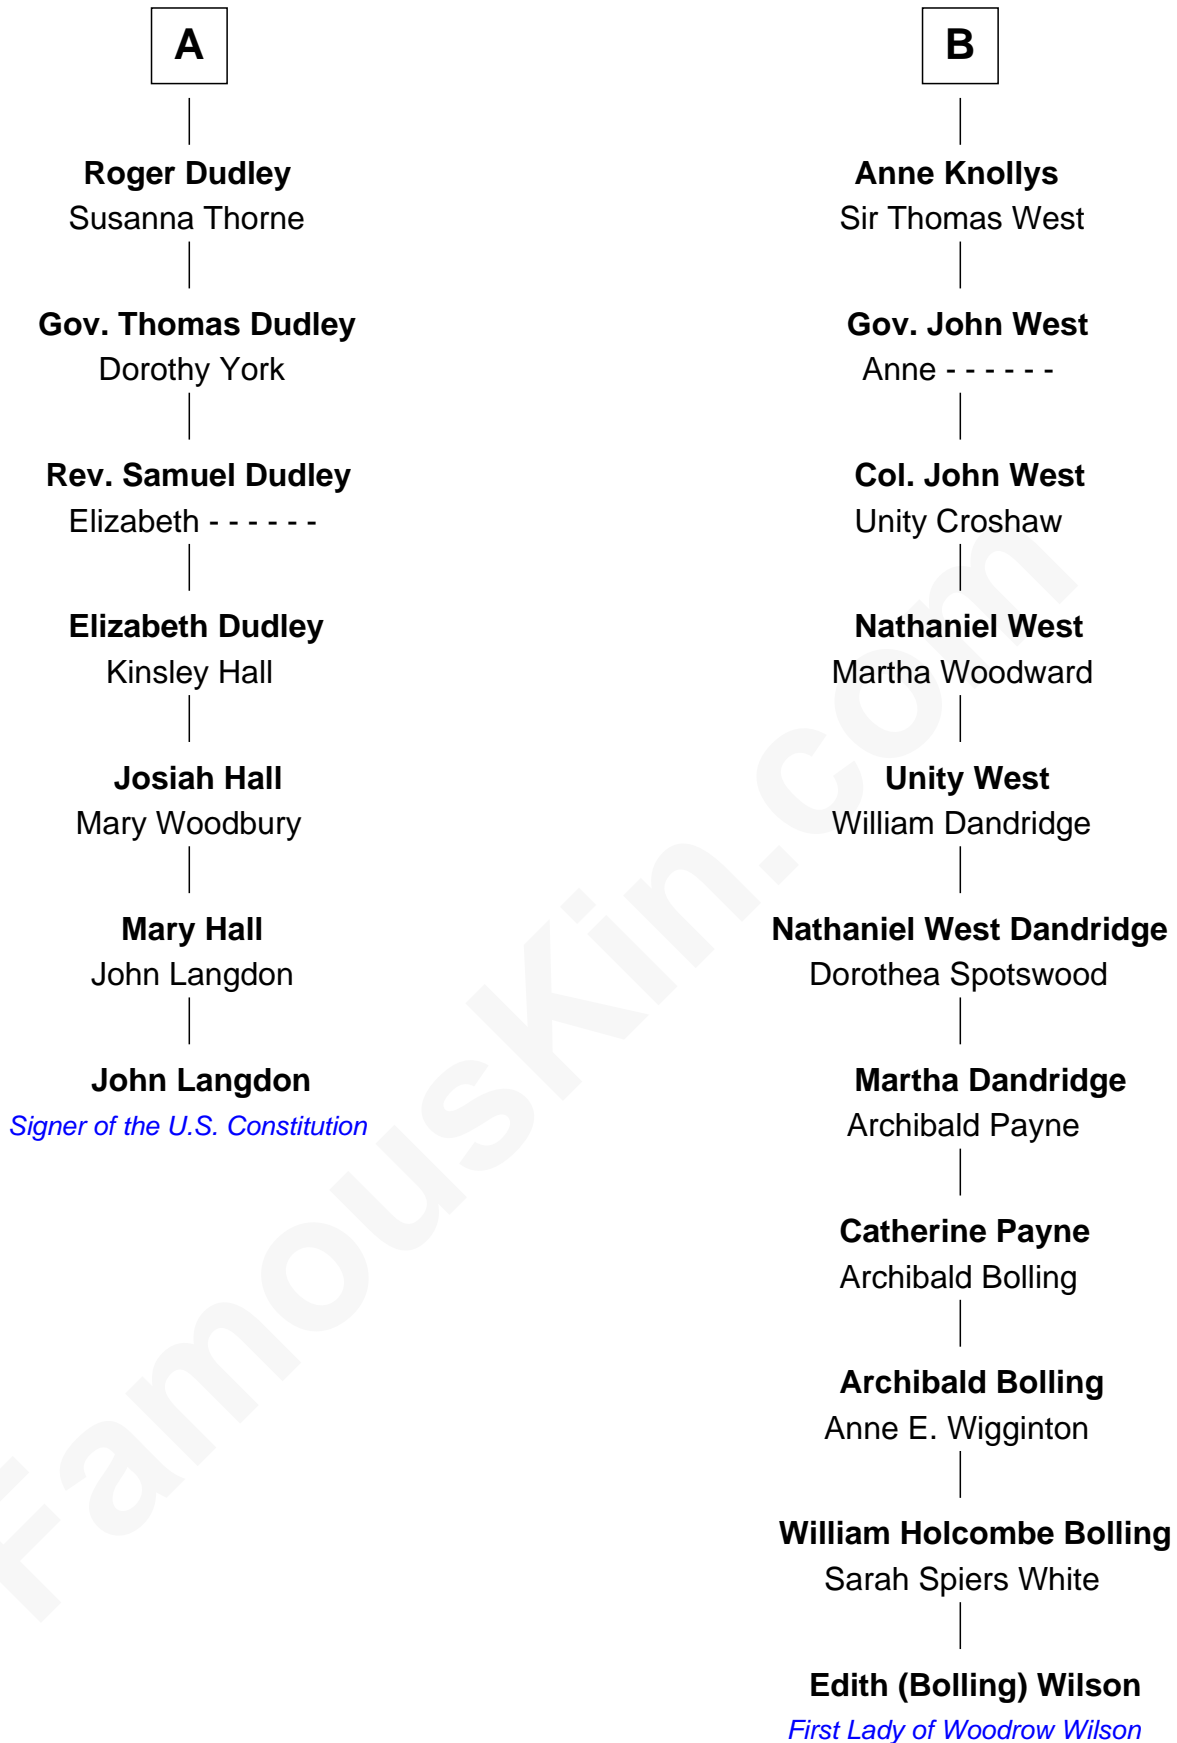 A
Roger Dudley
Susanna Thorne
Gov. Thomas Dudley
Dorothy York
Rev. Samuel Dudley
Elizabeth - - - - - -
Elizabeth Dudley
Kinsley Hall
Josiah Hall
Mary Woodbury
Mary Hall
John Langdon
John Langdon
Signer of the U.S. Constitution
B
Anne Knollys
Sir Thomas West
Gov. John West
Anne - - - - - -
Col. John West
Unity Croshaw
Nathaniel West
Martha Woodward
Unity West
William Dandridge
Nathaniel West Dandridge
Dorothea Spotswood
Martha Dandridge
Archibald Payne
Catherine Payne
Archibald Bolling
Archibald Bolling
Anne E. Wigginton
William Holcombe Bolling
Sarah Spiers White
Edith (Bolling) Wilson
First Lady of Woodrow Wilson
FamousKin.com